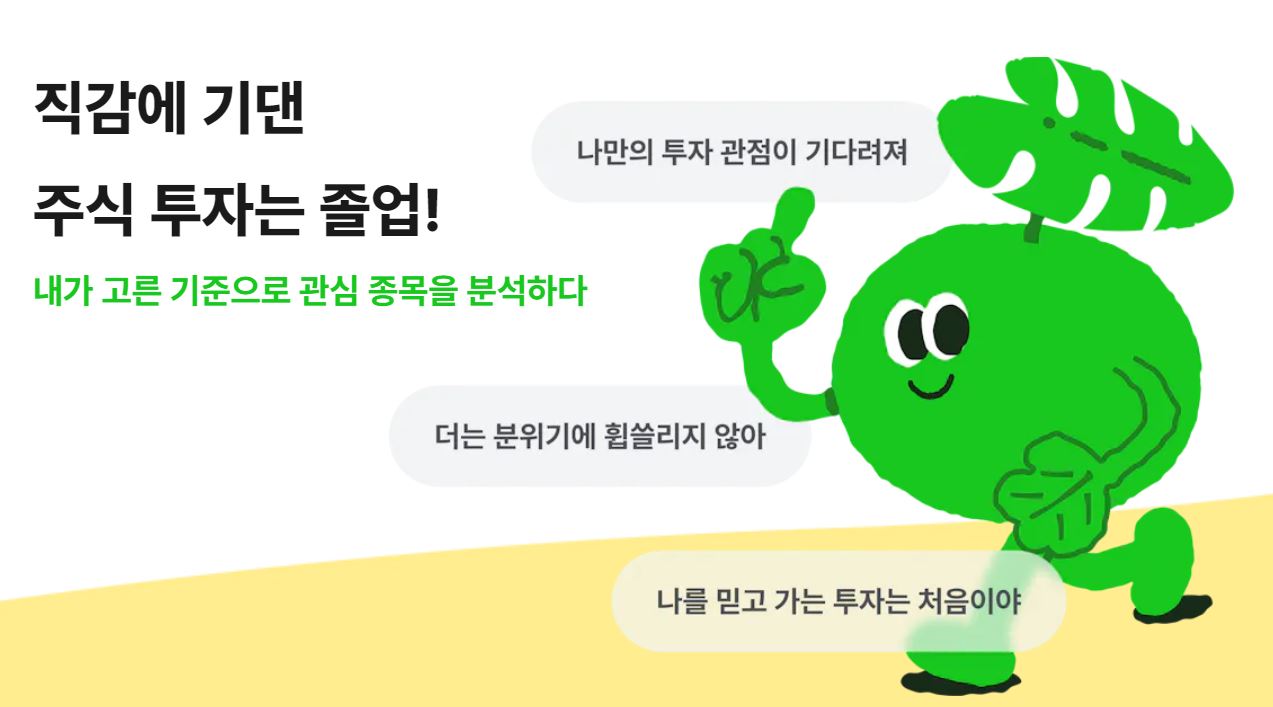 직감에 기댄
주식 투자는 졸업!
내가 고른 기준으로 관심 종목을 분석하다
나만의 투자 관점이 기다려져
더는 분위기에 휩쓸리지 않아
나를 믿고 가는 투자는 처음이야